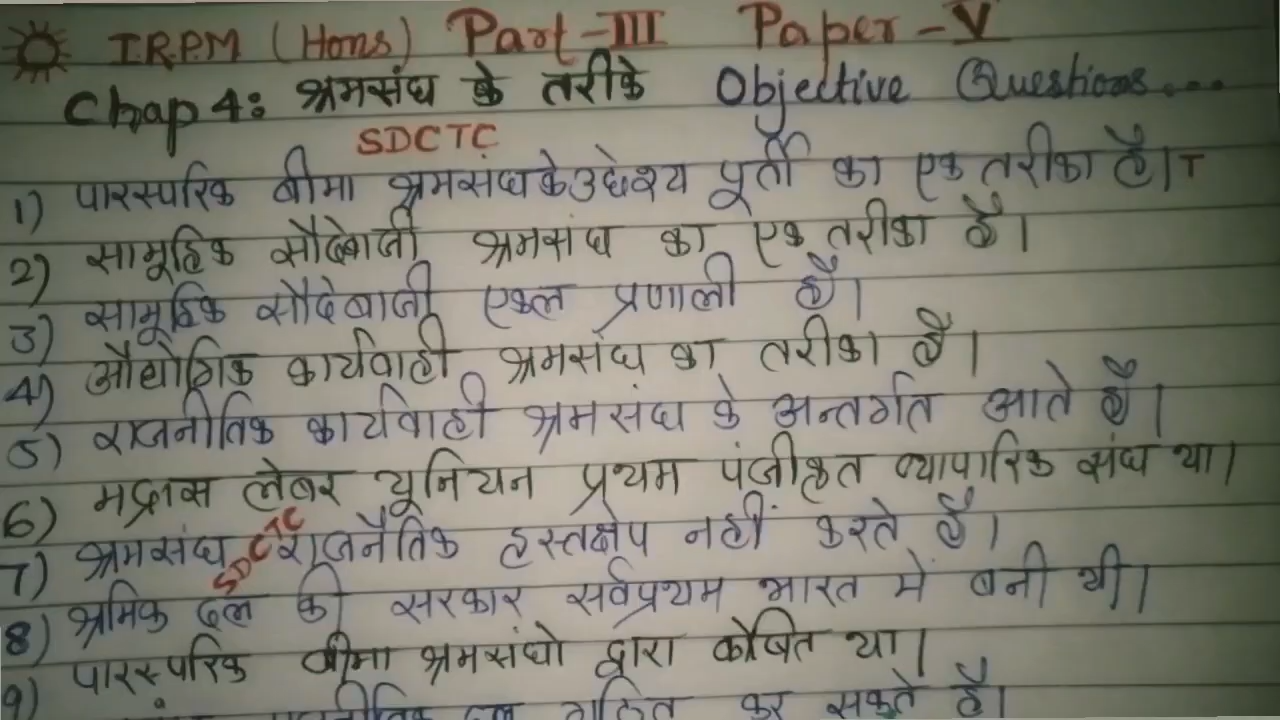 I.R.P.M (Hons) Part-III Paper-V
Chap 4: श्रमसंघ के तरीके Objective Questions...
SDCTC
1) पारस्परिक बीमा श्रमसंघ के उद्देश्य पूर्ती का एक तरीका है। T
2) सामूहिक सौदेबाजी श्रमसंघ का एक तरीका है।
3) सामूहिक सौदेबाजी एकल प्रणाली है।
4) औद्योगिक कार्यवाही श्रमसंघ का तरीका है।
5) राजनीतिक कार्यवाही श्रमसंघ के अन्तर्गत आते है।
6) मद्रास लेबर यूनियन प्रथम पंजीकृत व्यापारिक संघ था।
7) श्रमसंघ राजनैतिक हस्तक्षेप नहीं करते है।
SDCTC
8) श्रमिक दल की सरकार सर्वप्रथम भारत मे बनी थी।
9) पारस्परिक बीमा श्रमसंघो द्वारा कोषित था।
दल गठित कर सकते है।